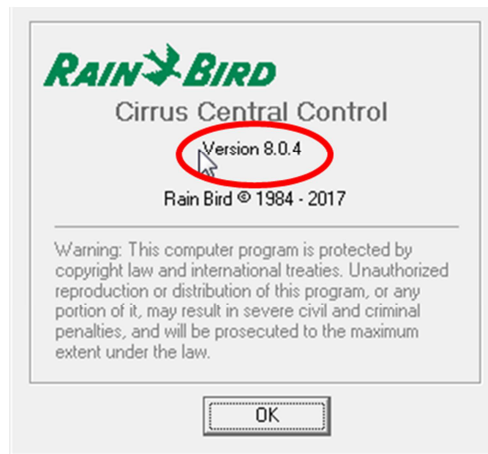 RAIN BIRD
Cirrus Central Control
Version 8.0.4
Rain Bird © 1984 - 2017
Warning: This computer program is protected by
copyright law and international treaties. Unauthorized
reproduction or distribution of this program, or any
portion of it, may result in severe civil and criminal
penalties, and will be prosecuted to the maximum
extent under the law.
OK